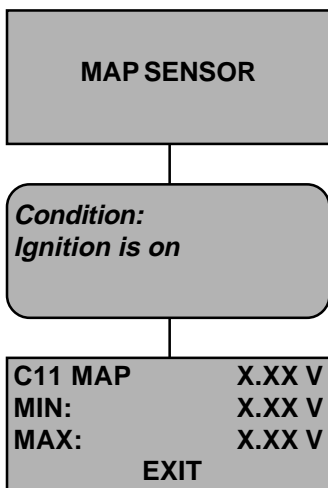 MAP SENSOR
Condition:
Ignition is on
C11 MAP X.XX V
MIN: X.XX V
MAX: X.XX V
EXIT